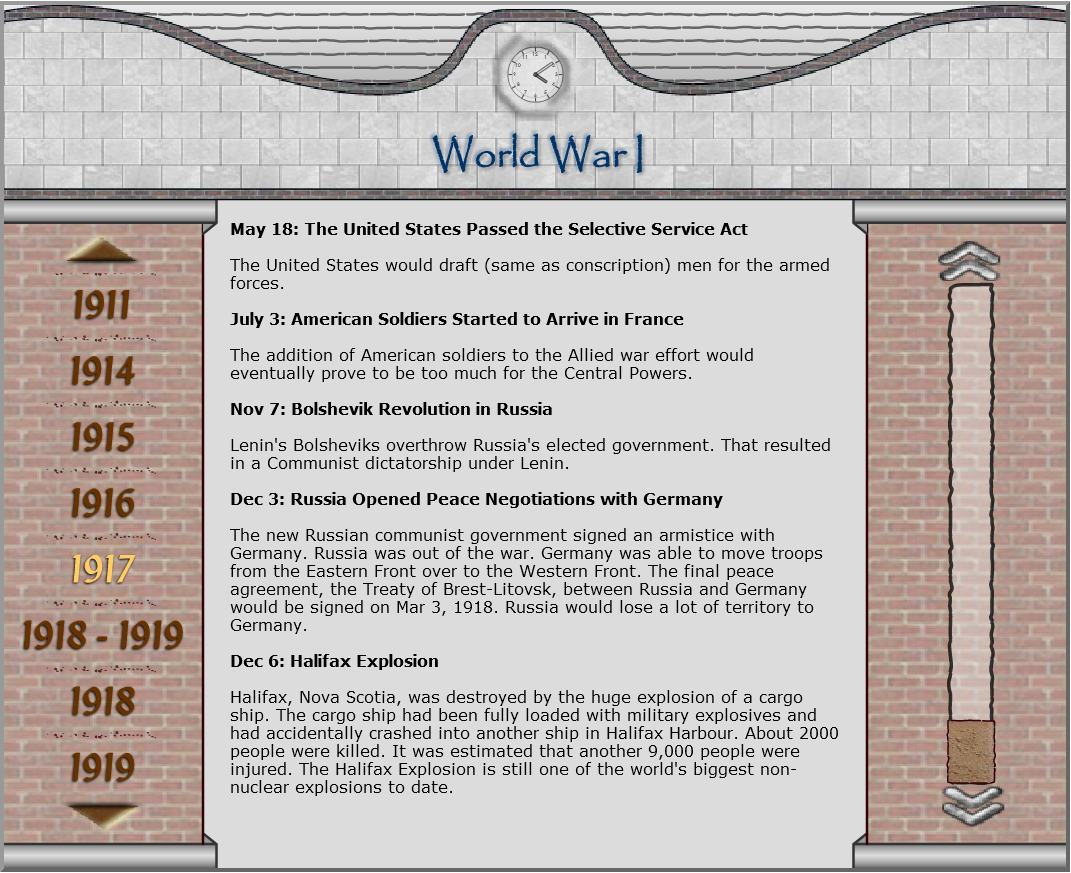 World War I
May 18: The United States Passed the Selective Service Act
The United States would draft (same as conscription) men for the armed
forces.
July 3: American Soldiers Started to Arrive in France
The addition of American soldiers to the Allied war effort would
eventually prove to be too much for the Central Powers.
Nov 7: Bolshevik Revolution in Russia
Lenin's Bolsheviks overthrow Russia's elected government. That resulted
in a Communist dictatorship under Lenin.
Dec 3: Russia Opened Peace Negotiations with Germany
The new Russian communist government signed an armistice with
Germany. Russia was out of the war. Germany was able to move troops
from the Eastern Front over to the Western Front. The final peace
agreement, the Treaty of Brest-Litovsk, between Russia and Germany
would be signed on Mar 3, 1918. Russia would lose a lot of territory to
Germany.
Dec 6: Halifax Explosion
Halifax, Nova Scotia, was destroyed by the huge explosion of a cargo
ship. The cargo ship had been fully loaded with military explosives and
had accidentally crashed into another ship in Halifax Harbour. About 2000
people were killed. It was estimated that another 9,000 people were
injured. The Halifax Explosion is still one of the world's biggest non-
nuclear explosions to date.
1911
1914
1915
1916
1917
1918 - 1919
1918
1919